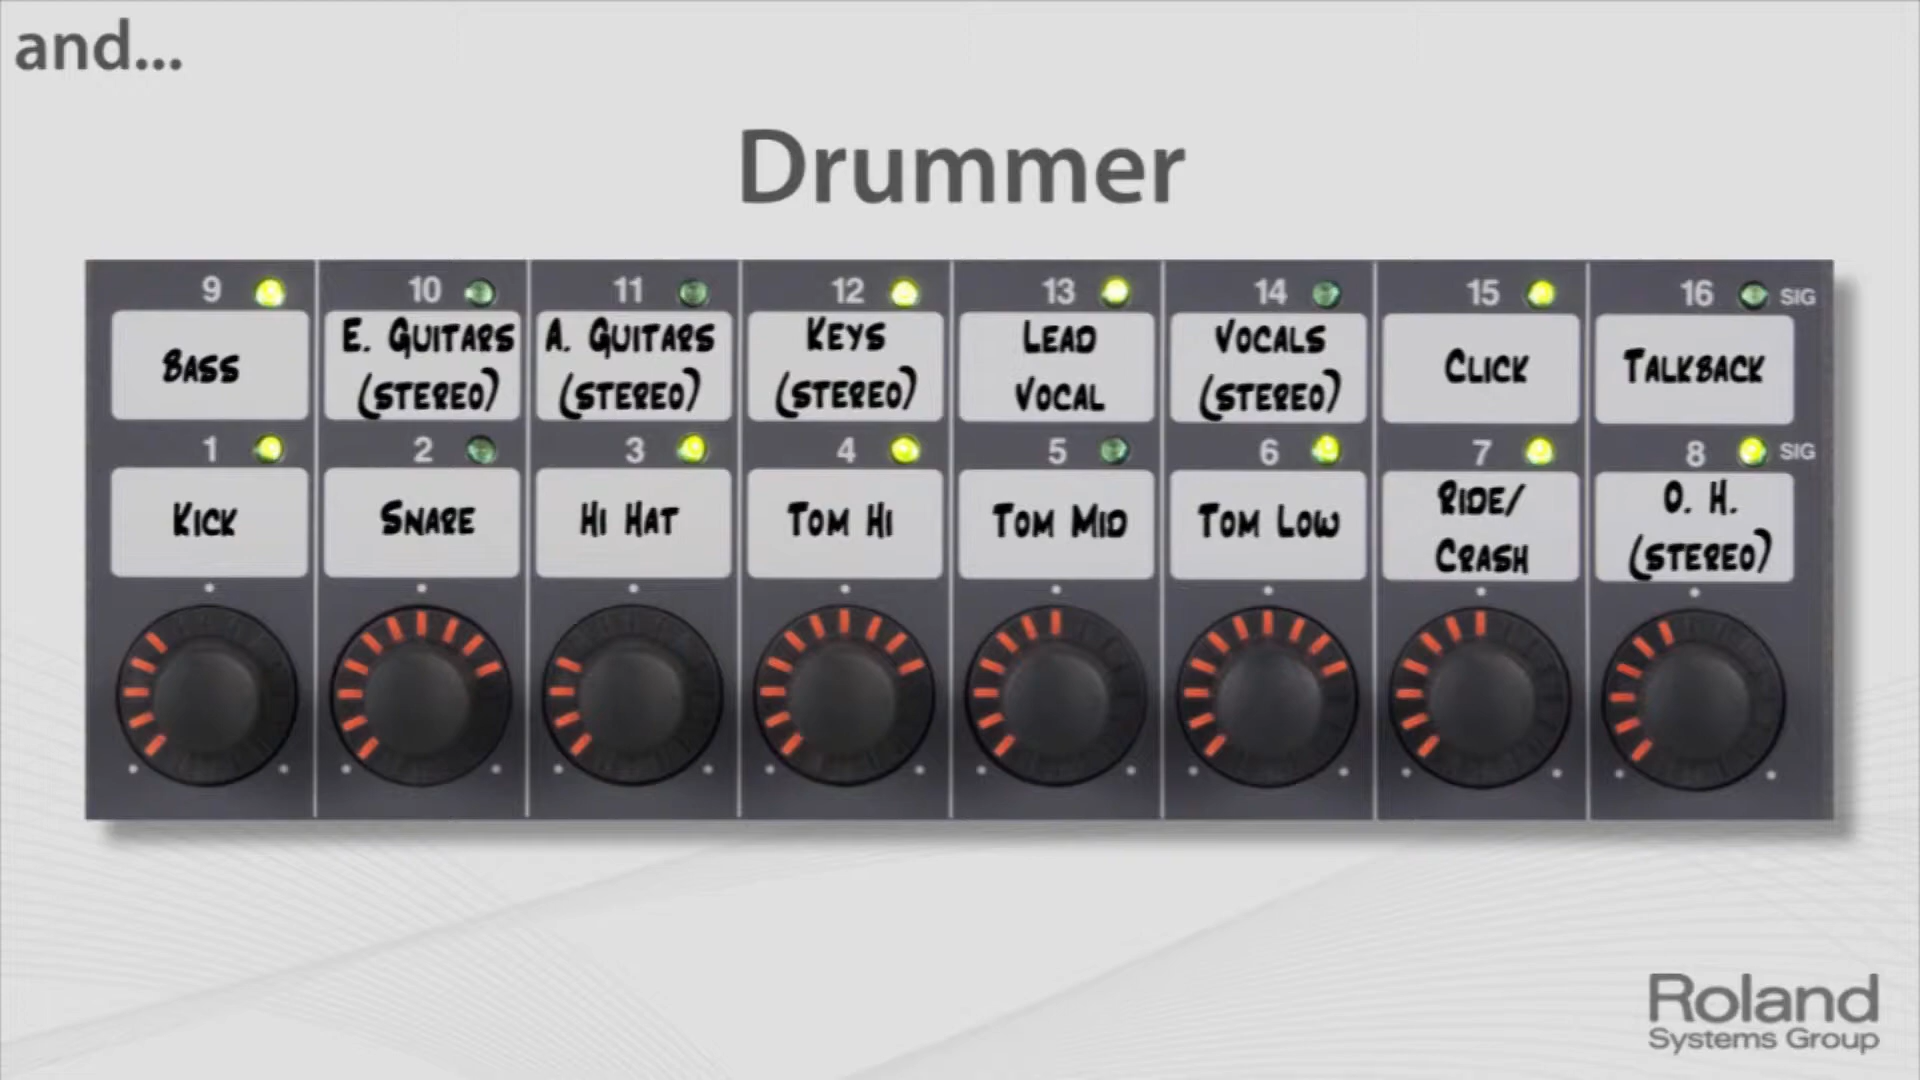 and...
Drummer
9 10 11 12 13 14 15 16 SIG
BASS
E. GUITARS
(STEREO)
A. GUITARS
(STEREO)
KEYS
(STEREO)
LEAD
VOCAL
VOCALS
(STEREO)
CLICK
TALKBACK
1 2 3 4 5 6 7 8 SIG
KICK
SNARE
HI HAT
TOM HI
TOM MID
TOM LOW
RIDE/
CRASH
O. H.
(STEREO)
Roland
Systems Group